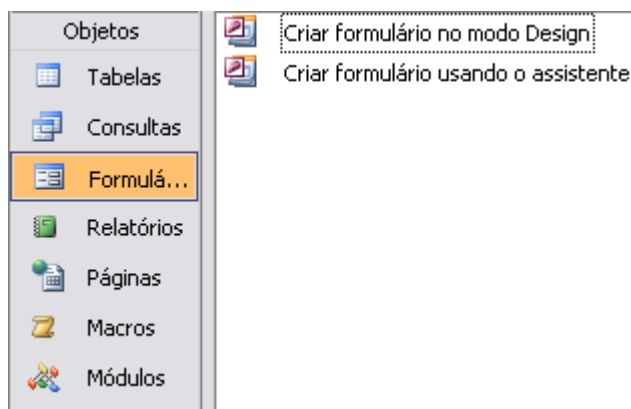 Objetos
Tabelas
Consultas
Formulá...
Relatórios
Páginas
Macros
Módulos
Criar formulário no modo Design
Criar formulário usando o assistente